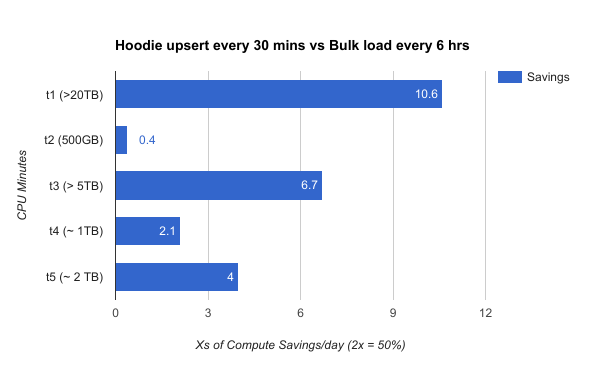 Hoodie upsert every 30 mins vs Bulk load every 6 hrs
Savings
CPU Minutes
t1 (>20TB)
10.6
t2 (500GB)
0.4
t3 (> 5TB)
6.7
t4 (~ 1TB)
2.1
t5 (~ 2 TB)
4
0 3 6 9 12
Xs of Compute Savings/day (2x = 50%)